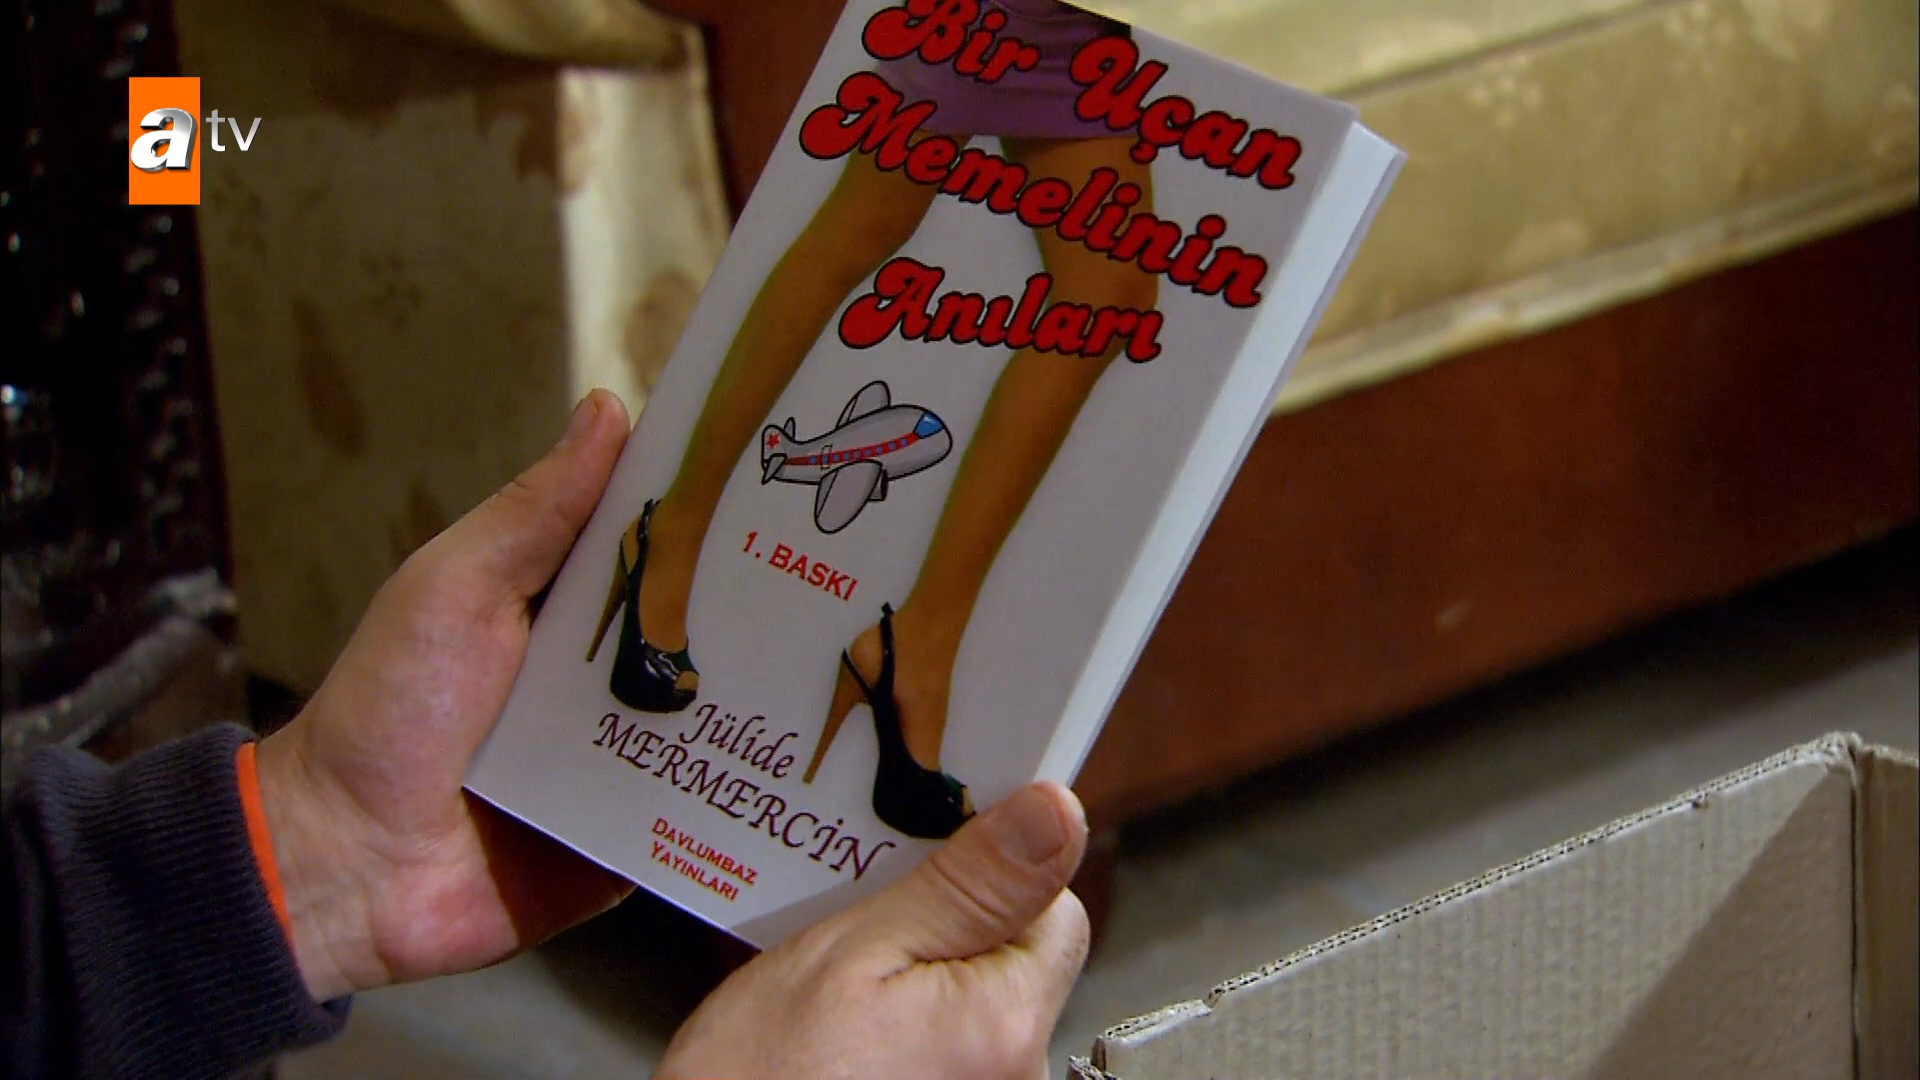 atv
Bir Uçan
Memelinin
Anıları
1. BASKI
Jülide
MERMERCİN
DAVLUMBAZ
YAYINLARI